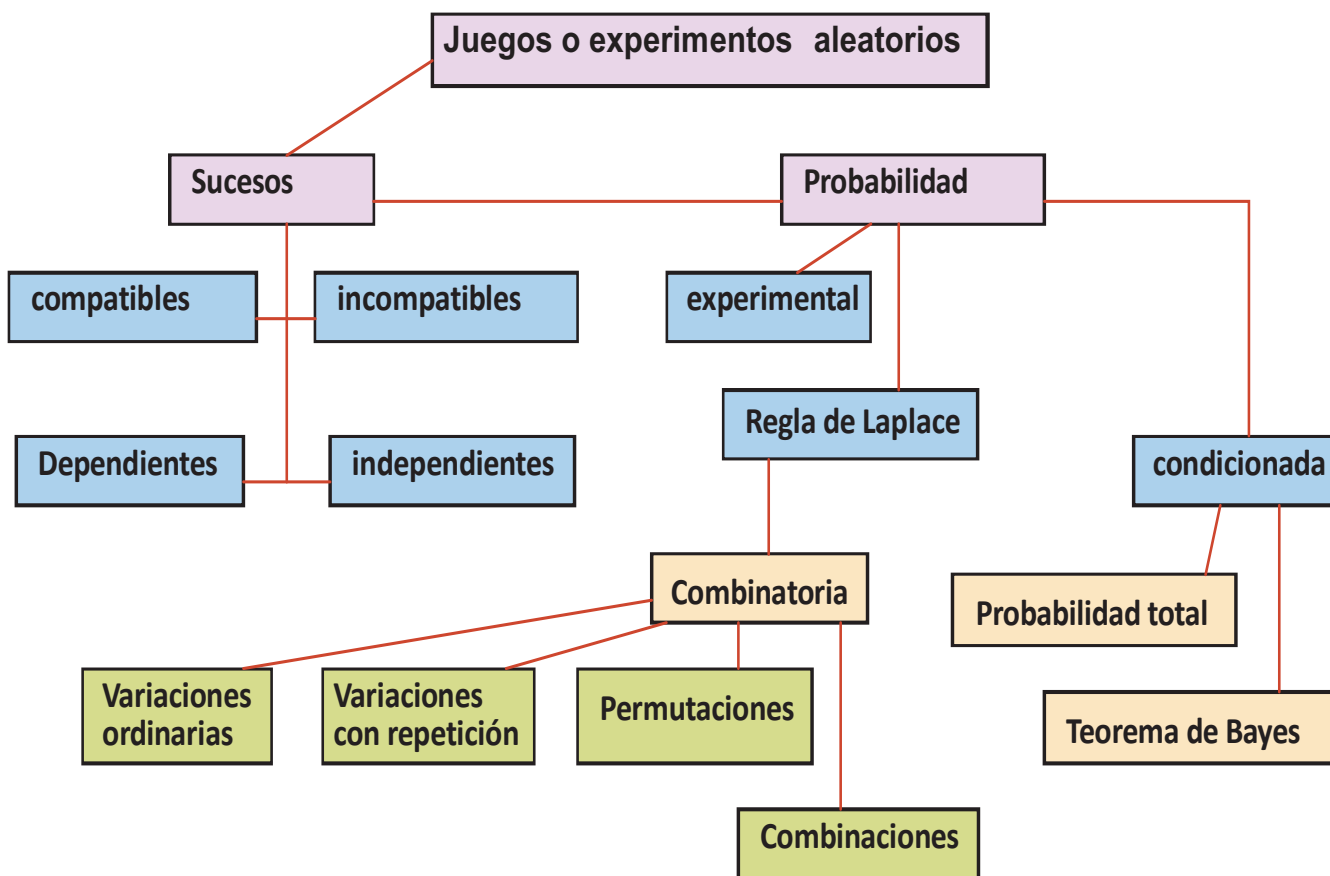 Juegos o experimentos aleatorios
Sucesos
Probabilidad
compatibles
incompatibles
experimental
Regla de Laplace
Dependientes
independientes
condicionada
Combinatoria
Probabilidad total
Variaciones
ordinarias
Variaciones
con repetición
Permutaciones
Teorema de Bayes
Combinaciones